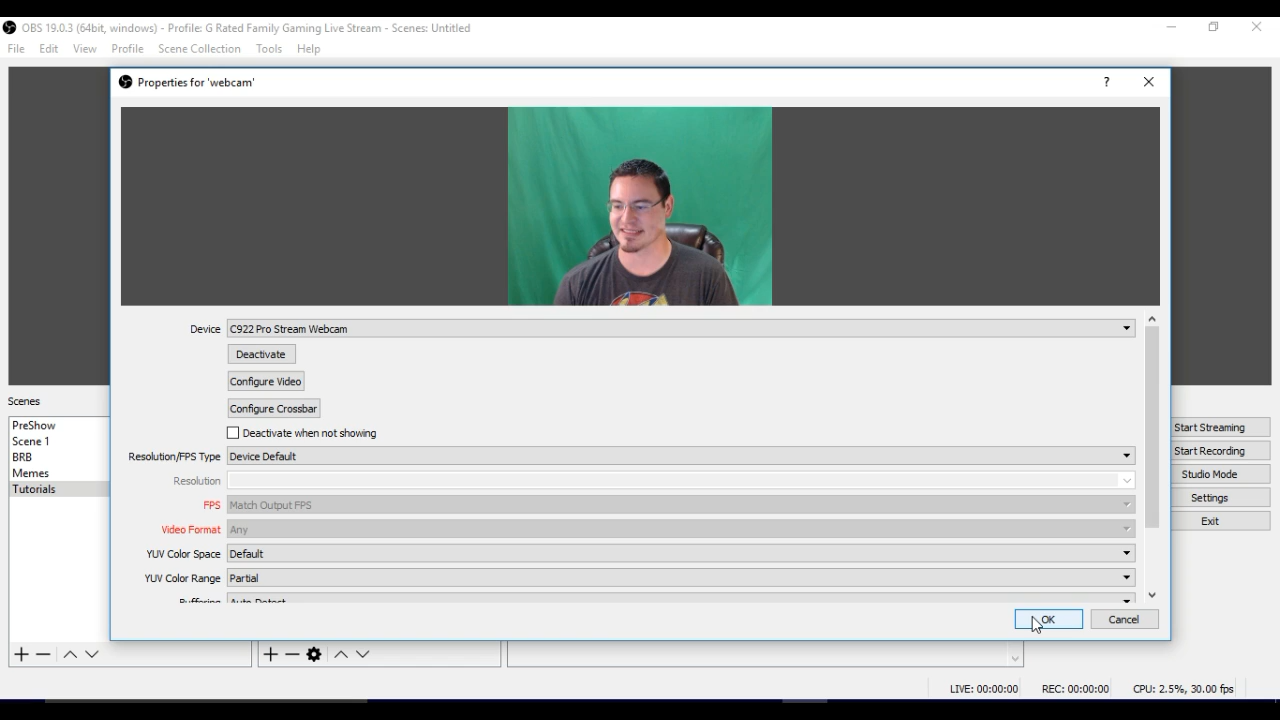 OBS 19.0.3 (64bit, windows) - Profile: G Rated Family Gaming Live Stream - Scenes: Untitled
File Edit View Profile Scene Collection Tools Help
Properties for 'webcam'
?
Device C922 Pro Stream Webcam
Deactivate
Configure Video
Configure Crossbar
Deactivate when not showing
Resolution/FPS Type Device Default
Resolution
FPS Match Output FPS
Video Format Any
YUV Color Space Default
YUV Color Range Partial
Buffering Auto-Detect
OK Cancel
Scenes
PreShow
Scene 1
BRB
Memes
Tutorials
Start Streaming
Start Recording
Studio Mode
Settings
Exit
LIVE: 00:00:00 REC: 00:00:00 CPU: 2.5%, 30.00 fps